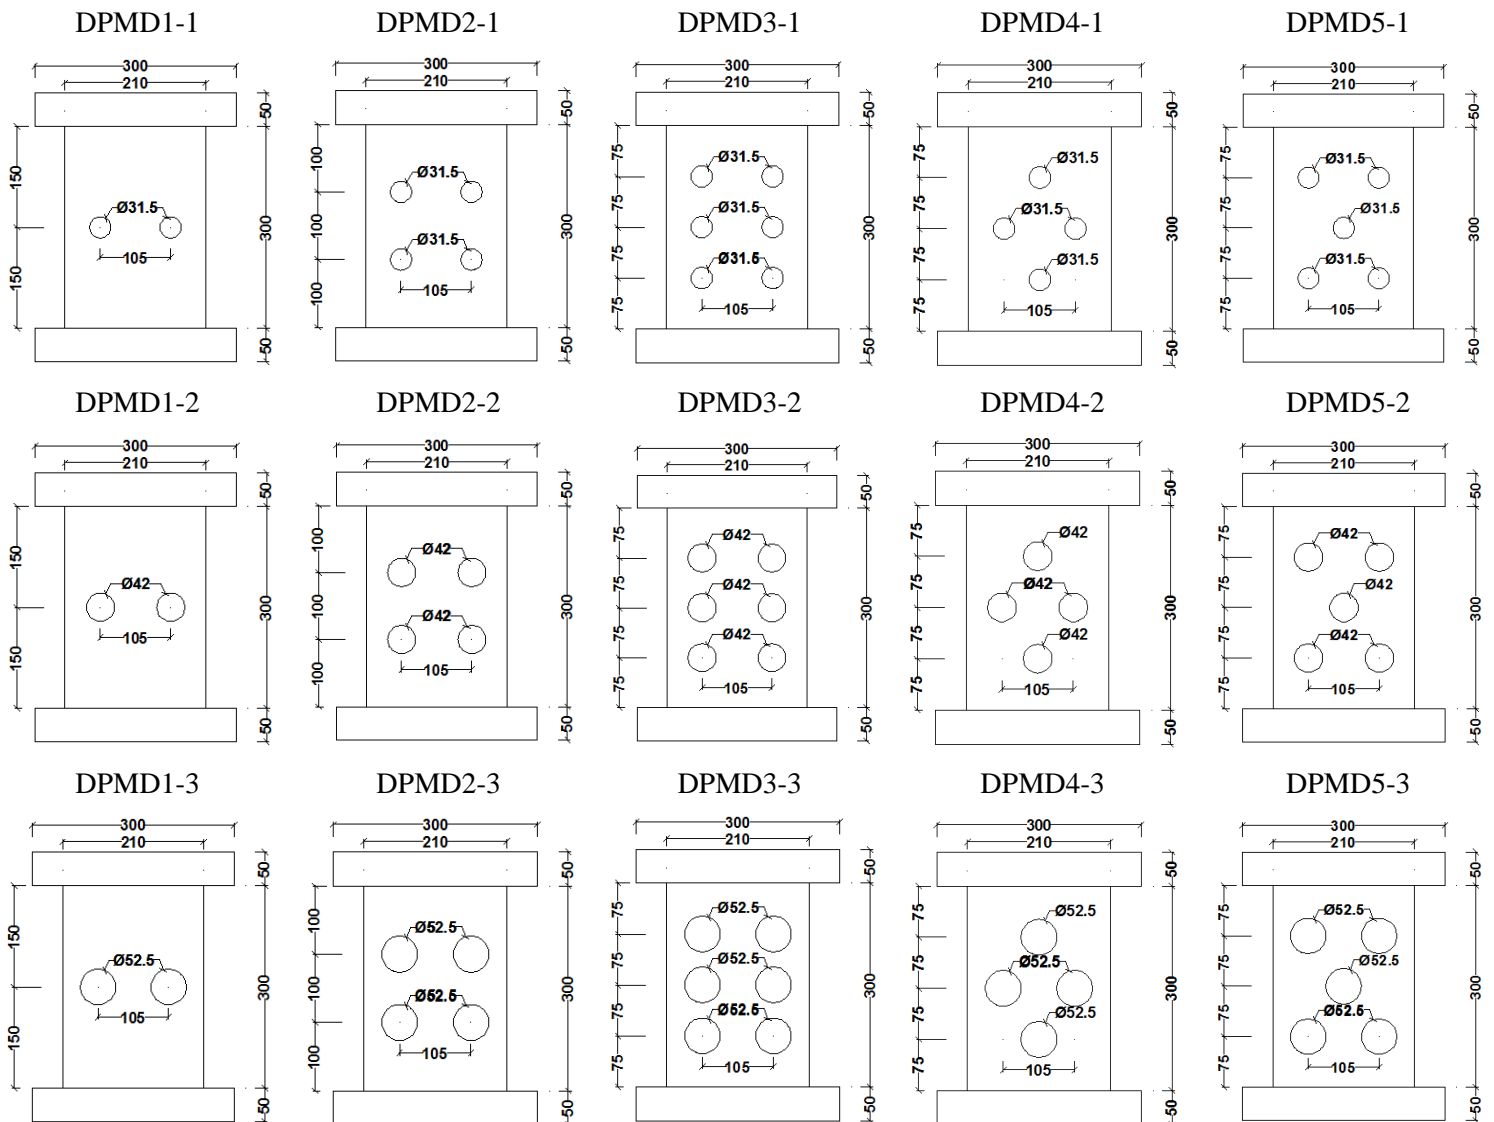 DPMD1-1 DPMD2-1 DPMD3-1 DPMD4-1 DPMD5-1
300 300 300 300 300
210 210 210 210 210
50 50 50 50 50
150 100 75 75 75
Ø31.5 Ø31.5 Ø31.5 Ø31.5 Ø31.5
300 100 300 75 Ø31.5 300 75 Ø31.5 300 75 Ø31.5 300
150 105 100 Ø31.5 105 75 Ø31.5 105 75 Ø31.5 105 75 Ø31.5 105
75 75 75
50 50 50 50 50
DPMD1-2 DPMD2-2 DPMD3-2 DPMD4-2 DPMD5-2
300 300 300 300 300
210 210 210 210 210
50 50 50 50 50
150 100 75 75 75
Ø42 Ø42 Ø42 Ø42 Ø42
300 100 300 75 Ø42 300 75 Ø42 300 75 Ø42 300
150 105 100 Ø42 105 75 Ø42 105 75 Ø42 105 75 Ø42 105
75 75 75
50 50 50 50 50
DPMD1-3 DPMD2-3 DPMD3-3 DPMD4-3 DPMD5-3
300 300 300 300 300
210 210 210 210 210
50 50 50 50 50
150 100 75 75 75
Ø52.5 Ø52.5 Ø52.5 Ø52.5 Ø52.5
300 100 300 75 Ø52.5 300 75 Ø52.5 300 75 Ø52.5 300
150 105 100 Ø52.5 105 75 Ø52.5 105 75 Ø52.5 105 75 Ø52.5 105
75 75 75
50 50 50 50 50